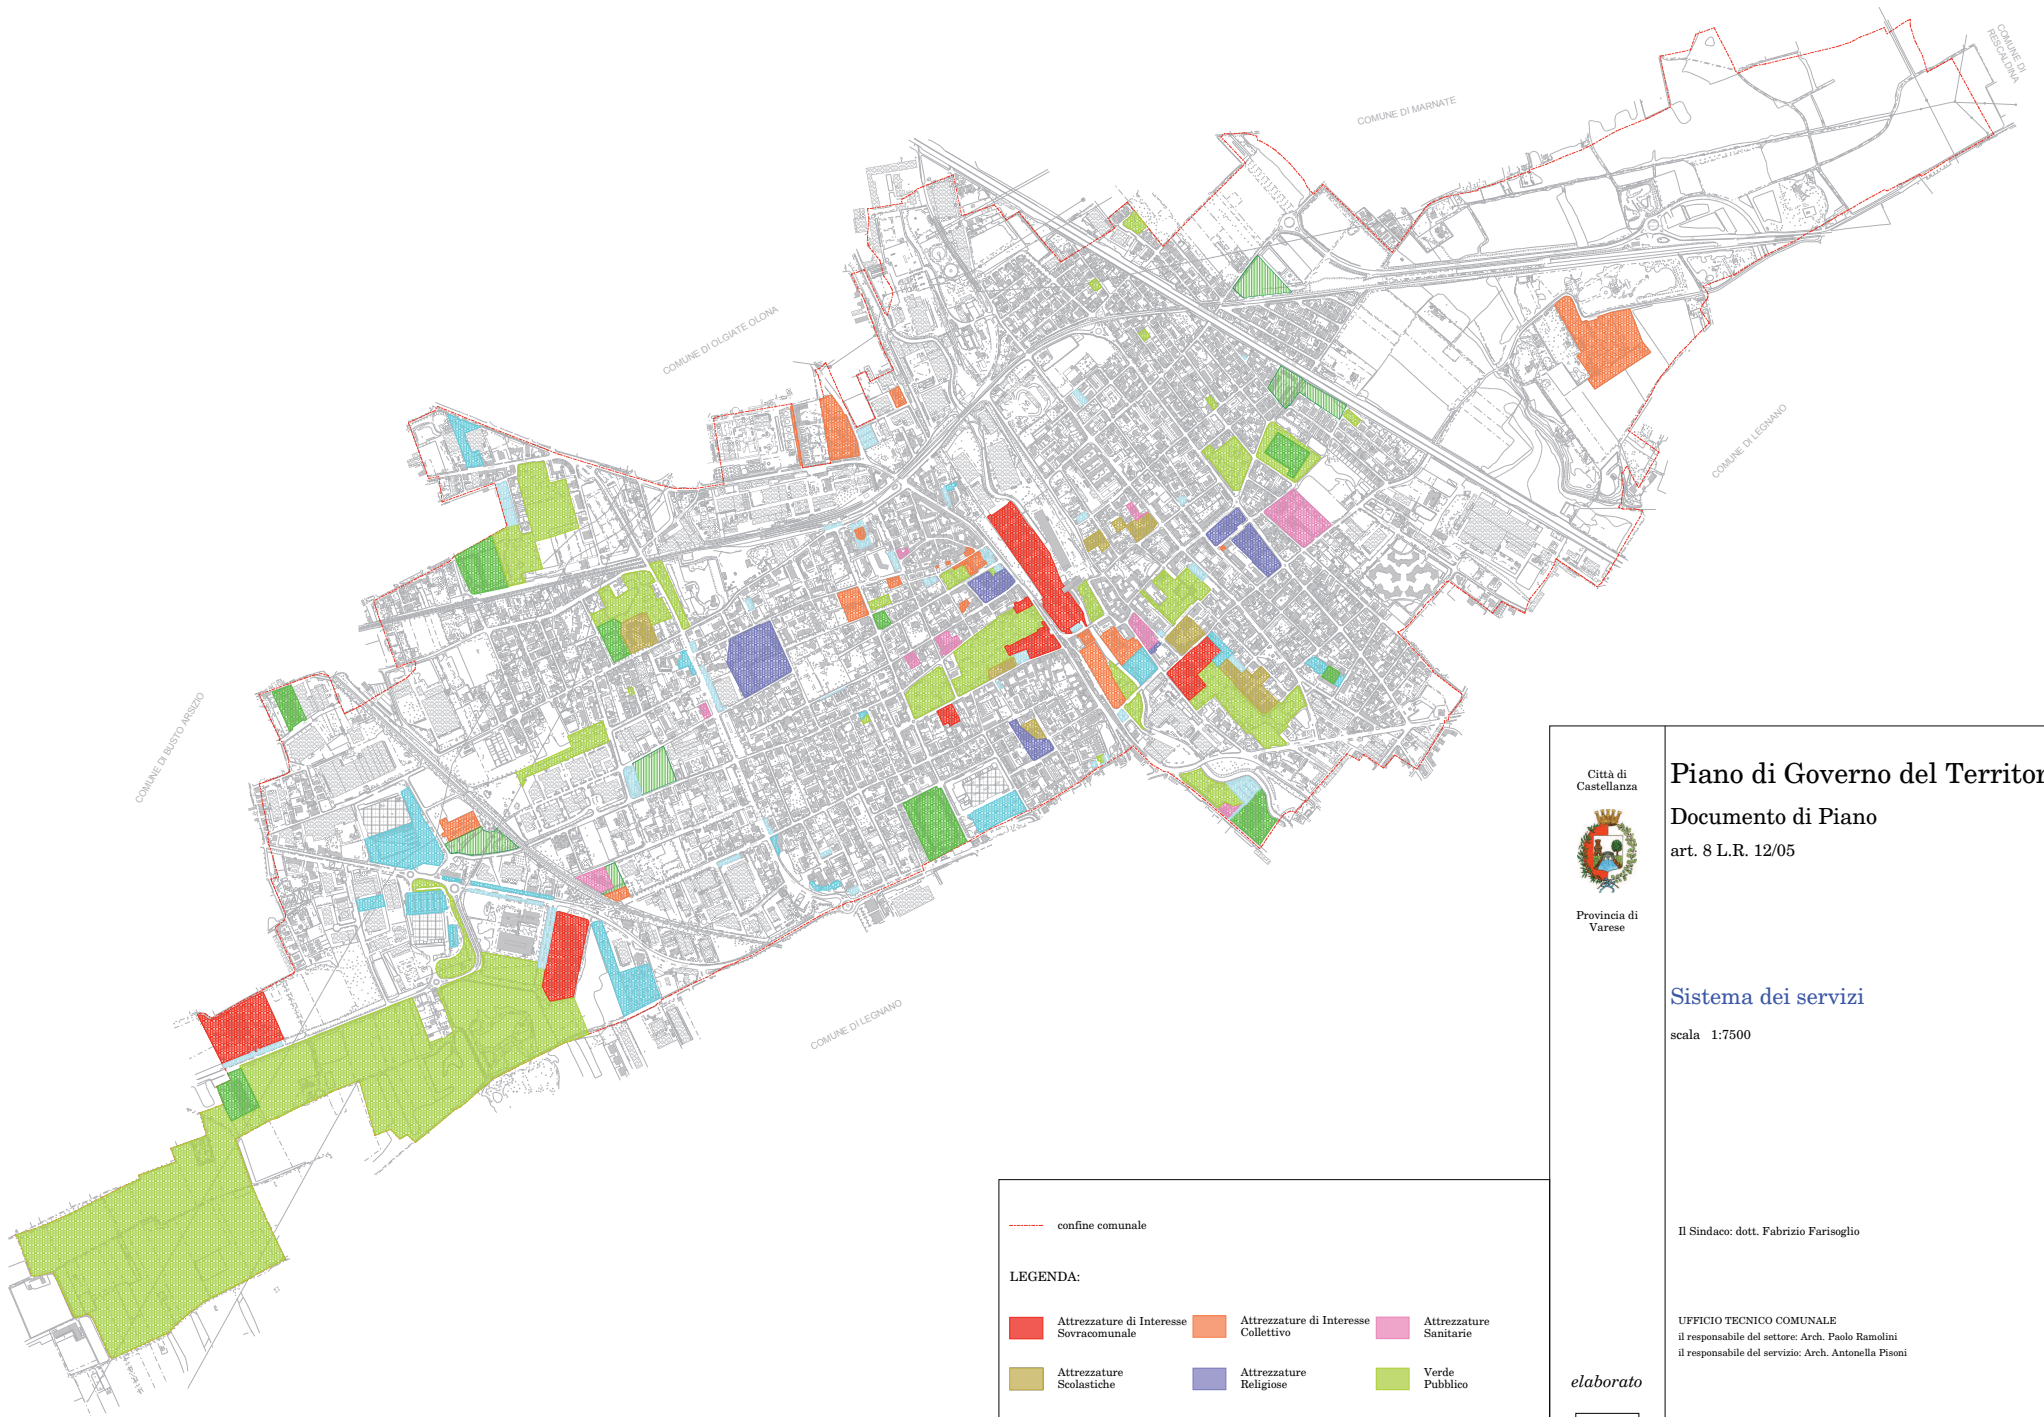 COMUNE DI
RESCALDINA
COMUNE DI MARNATE
COMUNE DI OLGIATE OLONA
COMUNE DI LEGNANO
COMUNE DI BUSTO ARSIZIO
COMUNE DI LEGNANO
Città di
Castellanza
Provincia di
Varese
elaborato
Piano di Governo del Territor
Documento di Piano
art. 8 L.R. 12/05
Sistema dei servizi
scala 1:7500
Il Sindaco: dott. Fabrizio Farisoglio
UFFICIO TECNICO COMUNALE
il responsabile del settore: Arch. Paolo Ramolini
il responsabile del servizio: Arch. Antonella Pisoni
confine comunale
LEGENDA:
Attrezzature di Interesse
Sovracomunale
Attrezzature di Interesse
Collettivo
Attrezzature
Sanitarie
Attrezzature
Scolastiche
Attrezzature
Religiose
Verde
Pubblico